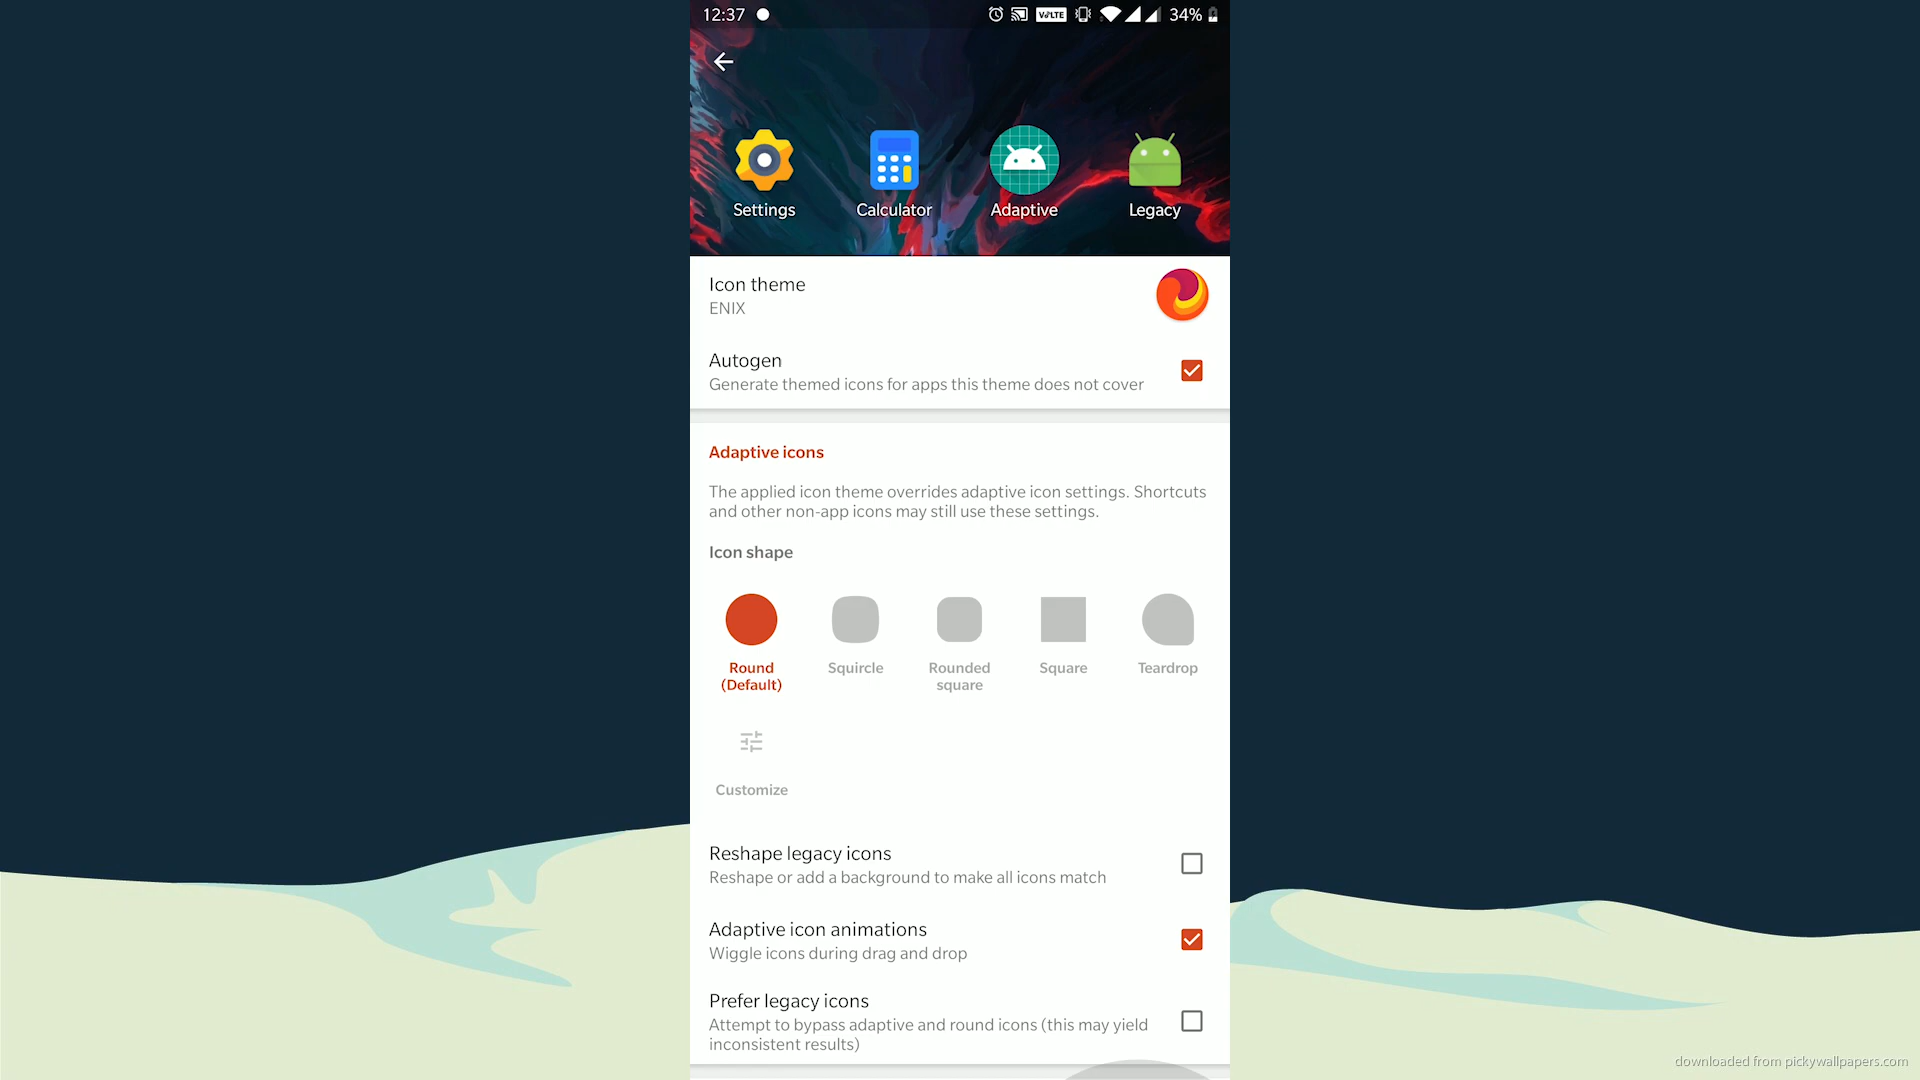 12:37
VoLTE
34%
Settings
Calculator
Adaptive
Legacy
Icon theme
ENIX
Autogen
Generate themed icons for apps this theme does not cover
Adaptive icons
The applied icon theme overrides adaptive icon settings. Shortcuts
and other non-app icons may still use these settings.
Icon shape
Round
(Default)
Squircle
Rounded
square
Square
Teardrop
Customize
Reshape legacy icons
Reshape or add a background to make all icons match
Adaptive icon animations
Wiggle icons during drag and drop
Prefer legacy icons
Attempt to bypass adaptive and round icons (this may yield
inconsistent results)
downloaded from pickywallpapers.com